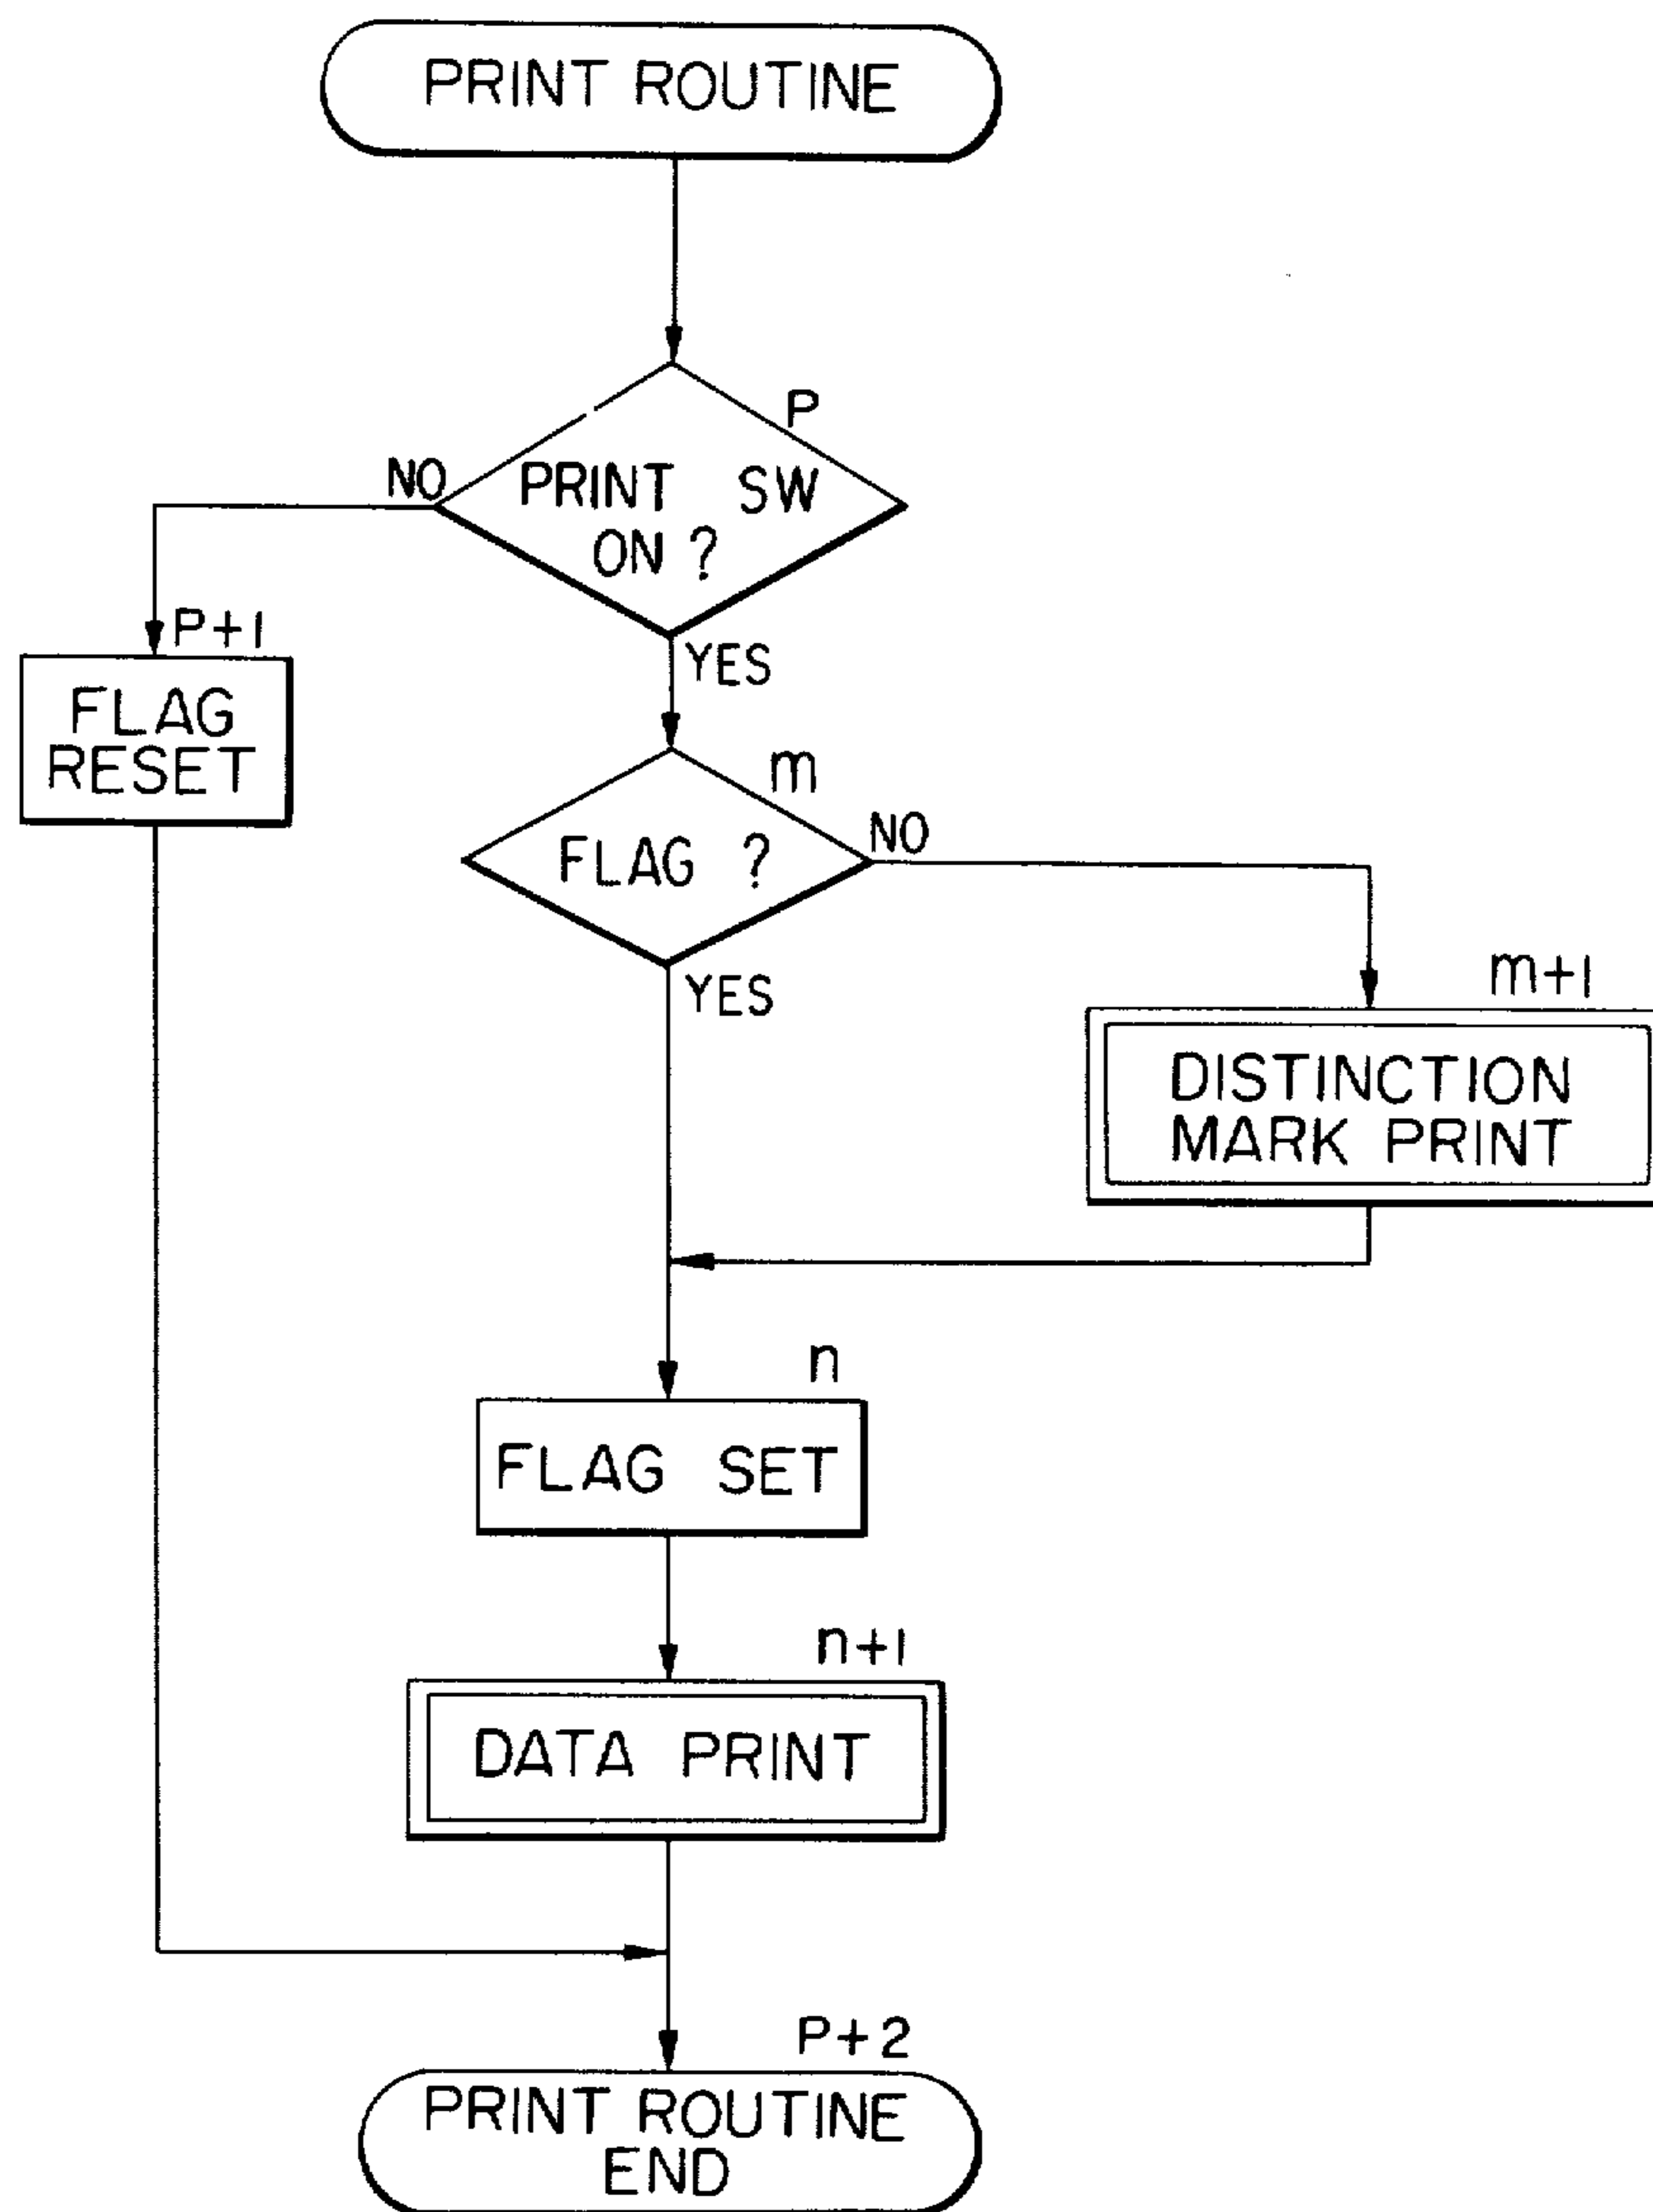 PRINT ROUTINE
P
NO
PRINT SW
ON ?
YES
P+1
FLAG
RESET
m
FLAG ?
NO
YES
m+1
DISTINCTION
MARK PRINT
n
FLAG SET
n+1
DATA PRINT
P+2
PRINT ROUTINE
END